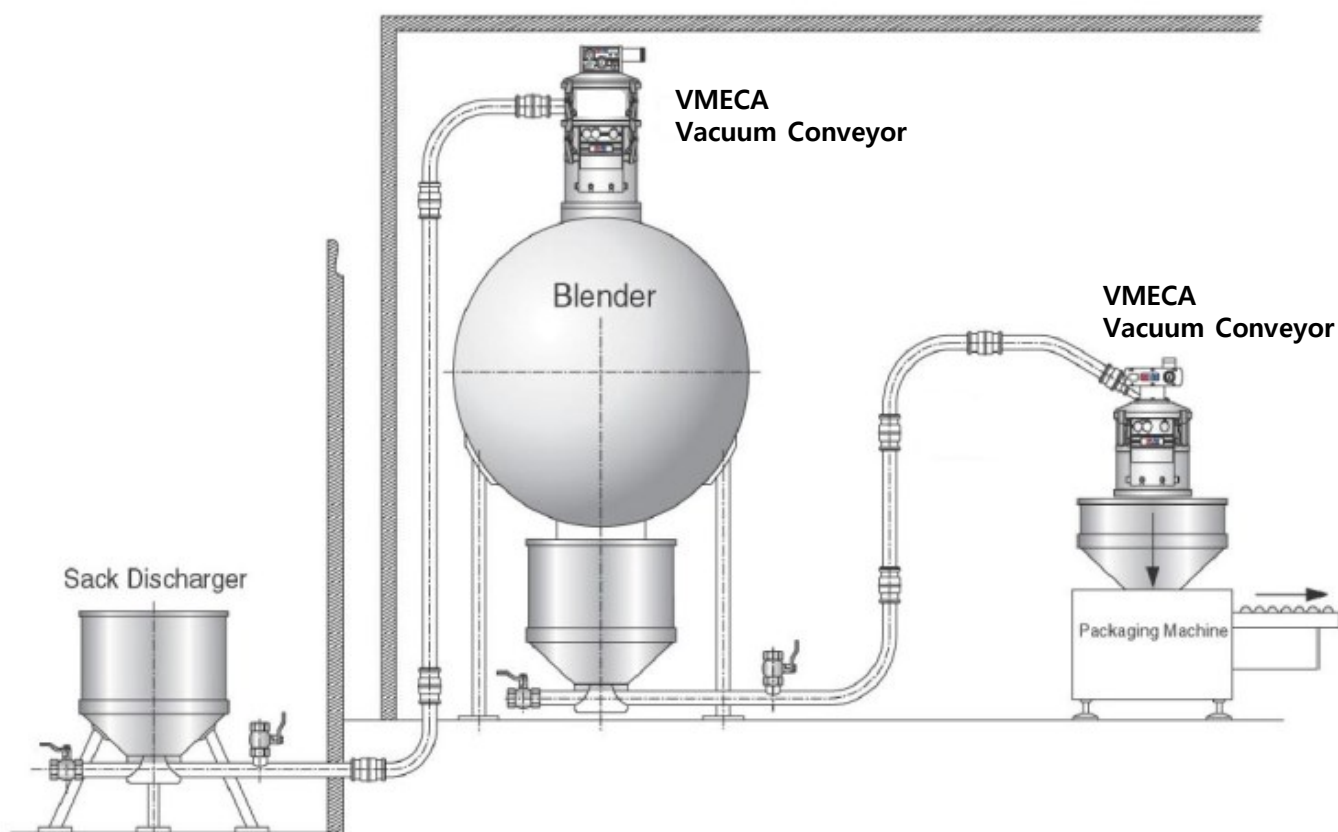 VMECA
Vacuum Conveyor
Blender
VMECA
Vacuum Conveyor
Sack Discharger
Packaging Machine